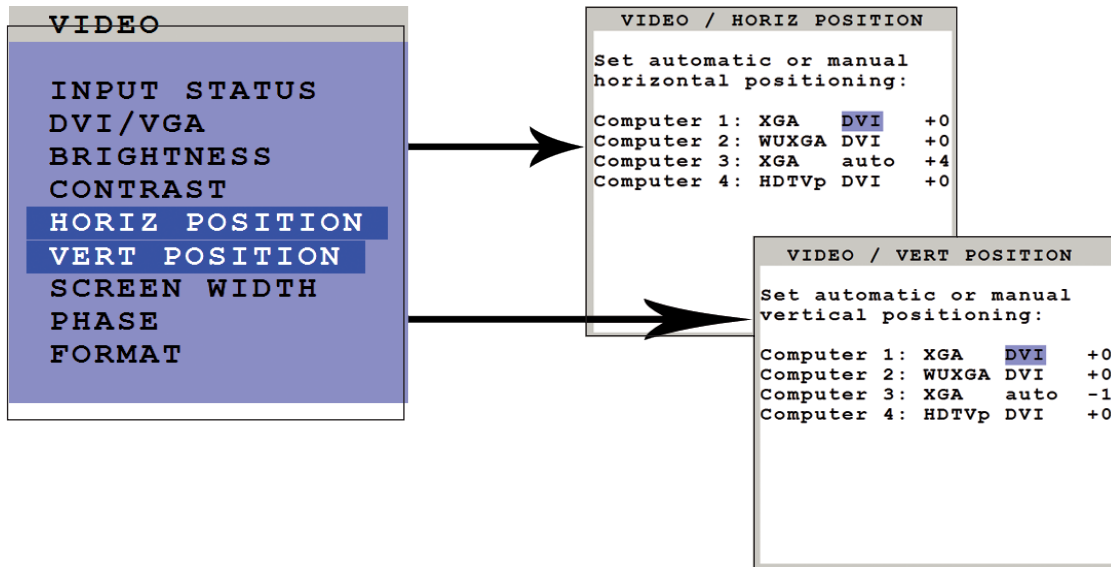 VIDEO
INPUT STATUS
DVI/VGA
BRIGHTNESS
CONTRAST
HORIZ POSITION
VERT POSITION
SCREEN WIDTH
PHASE
FORMAT
VIDEO / HORIZ POSITION
Set automatic or manual
horizontal positioning:
Computer 1: XGA DVI +0
Computer 2: WUXGA DVI +0
Computer 3: XGA auto +4
Computer 4: HDTVp DVI +0
VIDEO / VERT POSITION
Set automatic or manual
vertical positioning:
Computer 1: XGA DVI +0
Computer 2: WUXGA DVI +0
Computer 3: XGA auto -1
Computer 4: HDTVp DVI +0